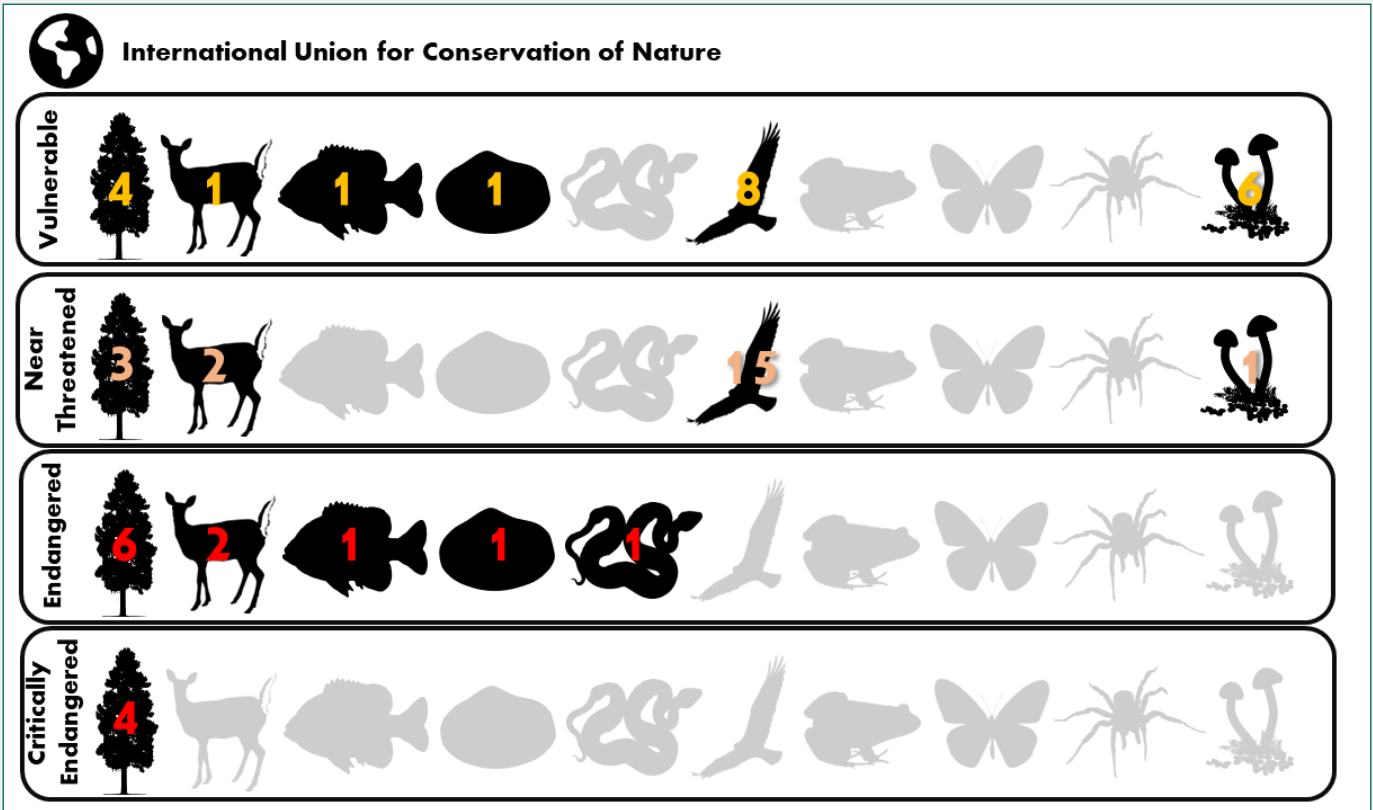 International Union for Conservation of Nature
Vulnerable
4 1 1 1 8 6
Near
Threatened
3 2 15 1
Endangered
6 2 1 1 1
Critically
Endangered
4